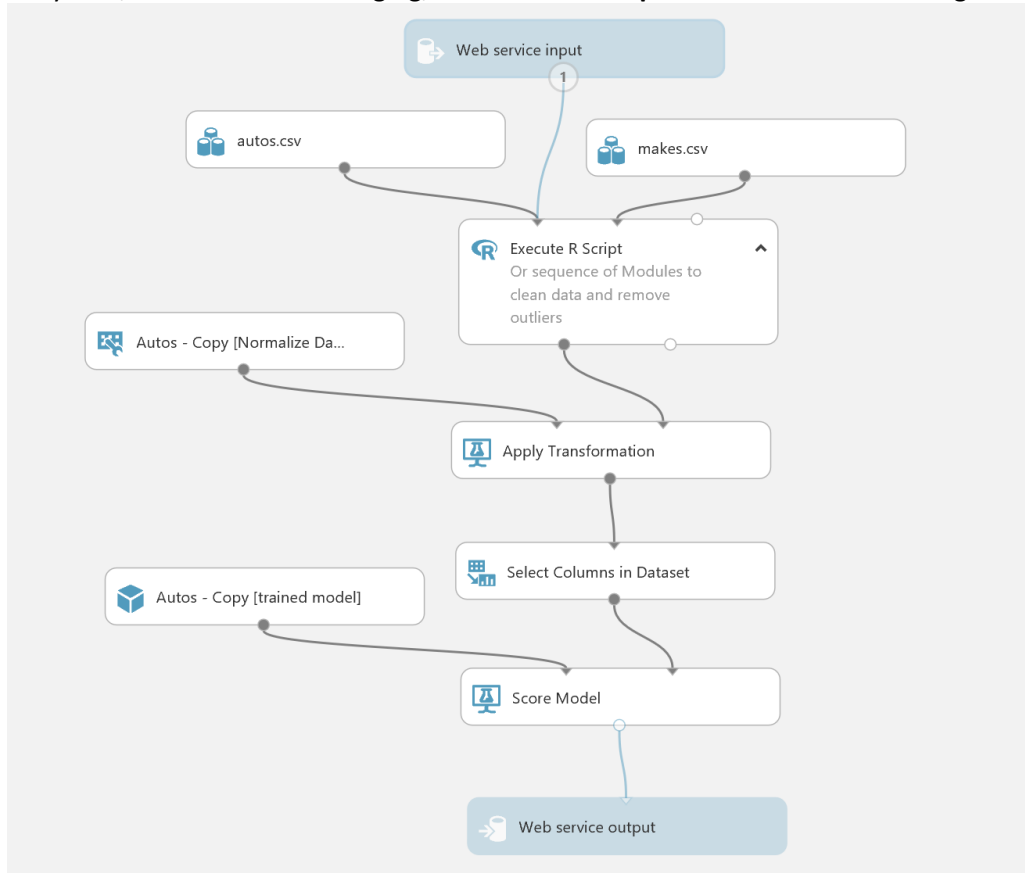 Web service input
1
autos.csv
makes.csv
Execute R Script
Or sequence of Modules to
clean data and remove
outliers
Autos - Copy [Normalize Da...
Apply Transformation
Select Columns in Dataset
Autos - Copy [trained model]
Score Model
Web service output